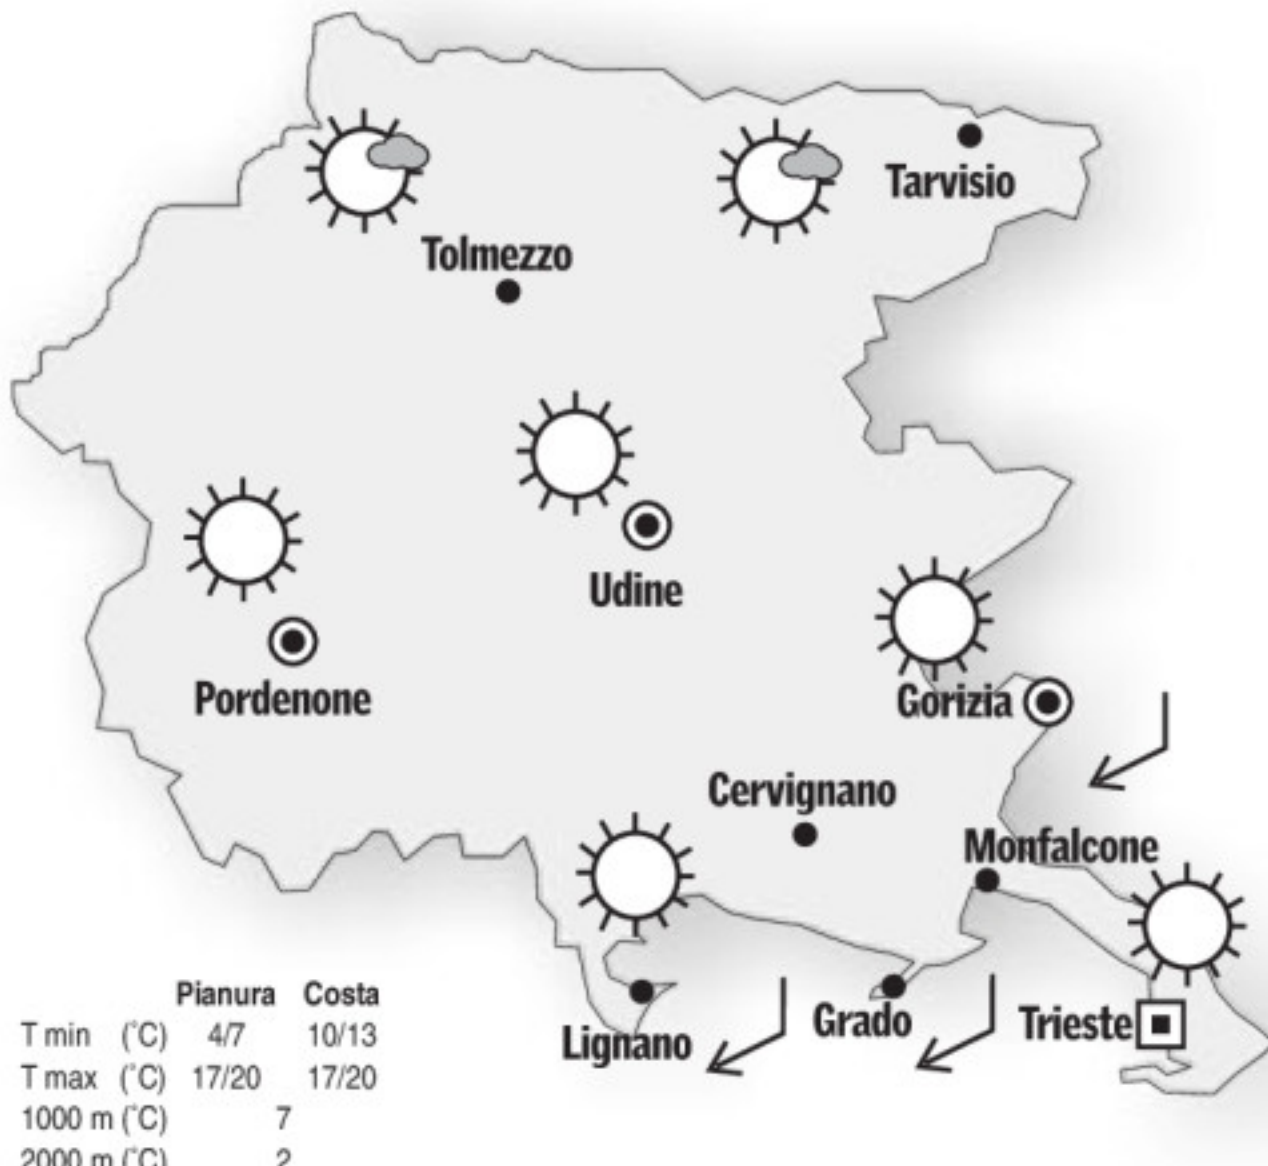 Tarvisio
Tolmezzo
Udine
Pordenone
Gorizia
Cervignano
Monfalcone
Lignano
Grado
Trieste
Pianura Costa
T min (°C) 4/7 10/13
T max (°C) 17/20 17/20
1000 m (°C) 7
2000 m (°C) 2